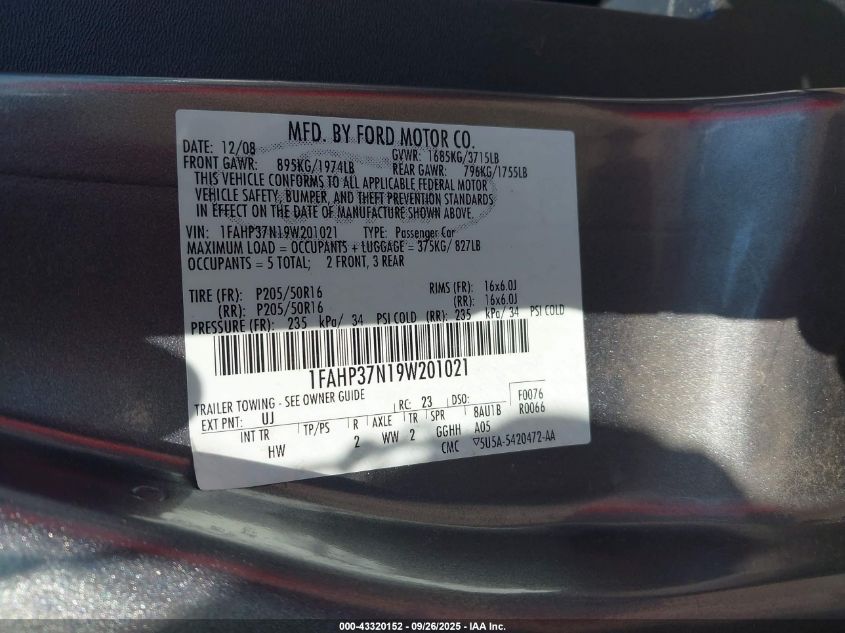 MFD. BY FORD MOTOR CO.
DATE: 12/08 GVWR: 1685KG/3715LB
FRONT GAWR: 895KG/1974LB REAR GAWR: 796KG/1755LB
THIS VEHICLE CONFORMS TO ALL APPLICABLE FEDERAL MOTOR
VEHICLE SAFETY, BUMPER, AND THEFT PREVENTION STANDARDS
IN EFFECT ON THE DATE OF MANUFACTURE SHOWN ABOVE.
VIN: 1FAHP37N19W201021 TYPE: Passenger Car
MAXIMUM LOAD = OCCUPANTS + LUGGAGE = 375KG/ 827LB
OCCUPANTS = 5 TOTAL; 2 FRONT, 3 REAR
TIRE (FR): P205/50R16 RIMS (FR): 16x6.0J
(RR): P205/50R16 (RR): 16x6.0J
PRESSURE (FR): 235 kPa/ 34 PSI COLD (RR): 235 kPa/ 34 PSI COLD
1FAHP37N19W201021
TRAILER TOWING - SEE OWNER GUIDE
EXT PNT: UJ RC: 23 DSO: F0076
INT TR TP/PS R AXLE TR SPR 8AU1B R0066
HW 2 WW 2 GGHH A05
CMC ▽5U5A-5420472-AA
000-43320152 - 09/26/2025 - IAA Inc.